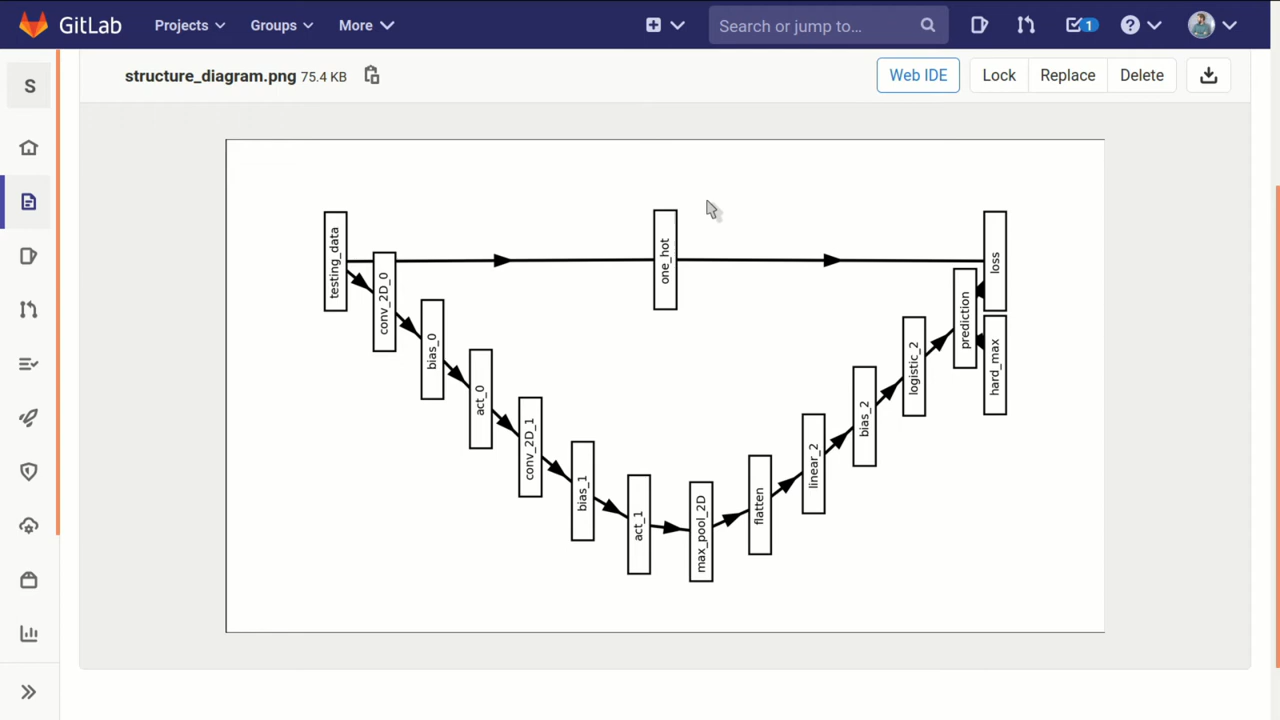 GitLab Projects Groups More Search or jump to... 1
S
structure_diagram.png 75.4 KB Web IDE Lock Replace Delete
testing_data
conv_2D_0
bias_0
act_0
conv_2D_1
bias_1
act_1
max_pool_2D
flatten
linear_2
bias_2
logistic_2
prediction
one_hot
loss
hard_max